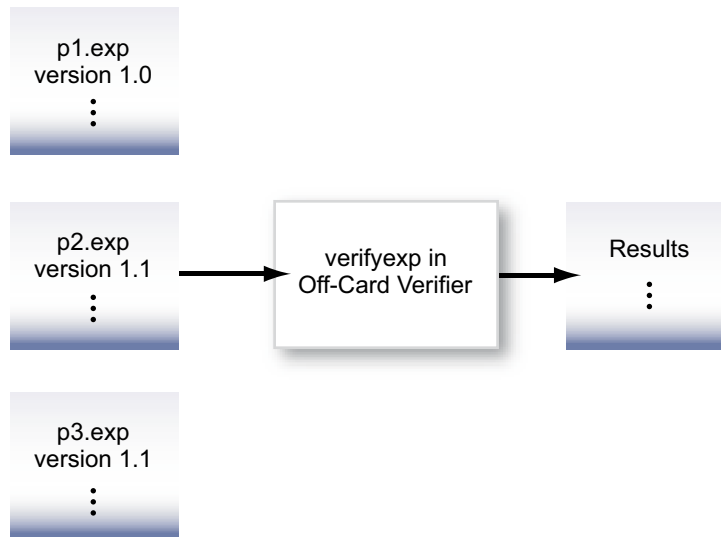 p1.exp
version 1.0
p2.exp
version 1.1
verifyexp in
Off-Card Verifier
Results
p3.exp
version 1.1